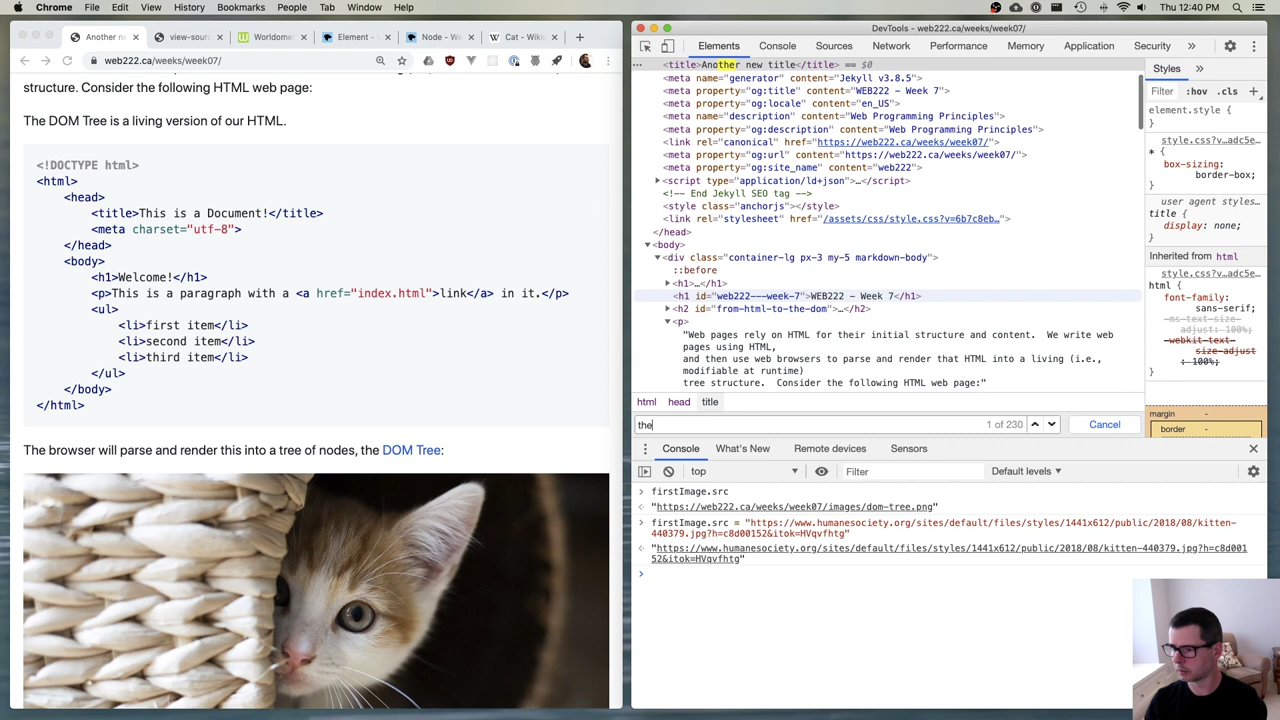 Chrome File Edit View History Bookmarks People Tab Window Help
Thu 12:40 PM
Another ne
view-sour
Worldome
Element -
Node - We
Cat - Wikip
web222.ca/weeks/week07/
structure. Consider the following HTML web page:
The DOM Tree is a living version of our HTML.
<!DOCTYPE html>
<html>
<head>
<title>This is a Document!</title>
<meta charset="utf-8">
</head>
<body>
<h1>Welcome!</h1>
<p>This is a paragraph with a <a href="index.html">link</a> in it.</p>
<ul>
<li>first item</li>
<li>second item</li>
<li>third item</li>
</ul>
</body>
</html>
The browser will parse and render this into a tree of nodes, the DOM Tree:
DevTools - web222.ca/weeks/week07/
Elements Console Sources Network Performance Memory Application Security »
<title>Another new title</title> == $0
<meta name="generator" content="Jekyll v3.8.5">
<meta property="og:title" content="WEB222 – Week 7">
<meta property="og:locale" content="en_US">
<meta name="description" content="Web Programming Principles">
<meta property="og:description" content="Web Programming Principles">
<link rel="canonical" href="https://web222.ca/weeks/week07/">
<meta property="og:url" content="https://web222.ca/weeks/week07/">
<meta property="og:site_name" content="web222">
<script type="application/ld+json">…</script>
<!-- End Jekyll SEO tag -->
<style class="anchorjs"></style>
<link rel="stylesheet" href="/assets/css/style.css?v=6b7c8eb…">
</head>
<body>
<div class="container-lg px-3 my-5 markdown-body">
::before
<h1>…</h1>
<h1 id="web222---week-7">WEB222 – Week 7</h1>
<h2 id="from-html-to-the-dom">…</h2>
<p>
"Web pages rely on HTML for their initial structure and content.  We write web
pages using HTML,
and then use web browsers to parse and render that HTML into a living (i.e.,
modifiable at runtime)
tree structure.  Consider the following HTML web page:"
html head title
the
1 of 230
Cancel
Styles »
Filter :hov .cls +
element.style {
}
style.css?v…adc5e…
* {
box-sizing:
border-box;
}
user agent styles…
title {
display: none;
}
Inherited from html
style.css?v…adc5e…
html {
font-family:
sans-serif;
-ms-text-size-
adjust: 100%;
-webkit-text-
size-adjust
: 100%;
}
margin -
border -
Console What's New Remote devices Sensors
top Filter Default levels
firstImage.src
"https://web222.ca/weeks/week07/images/dom-tree.png"
firstImage.src = "https://www.humanesociety.org/sites/default/files/styles/1441x612/public/2018/08/kitten-
440379.jpg?h=c8d00152&itok=HVqvfhtg"
"https://www.humanesociety.org/sites/default/files/styles/1441x612/public/2018/08/kitten-440379.jpg?h=c8d001
52&itok=HVqvfhtg"